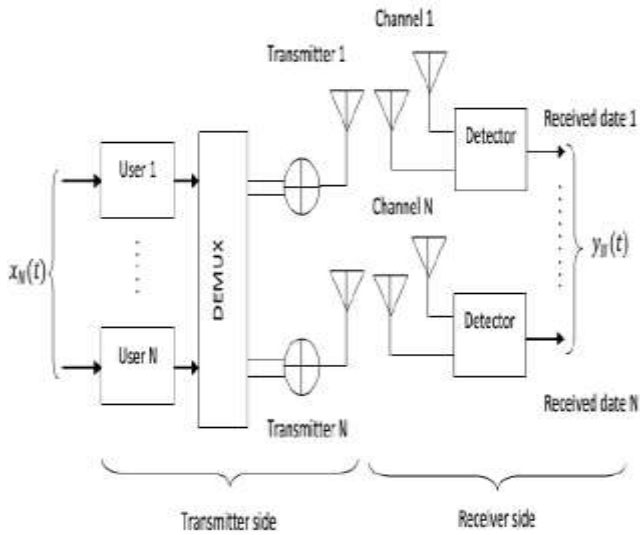 Channel 1
Transmitter 1
Received date 1
User 1
Detector
Channel N
DEMUX
x_N(t)
y_N(t)
User N
Detector
Transmitter N
Received date N
Transmitter side
Receiver side